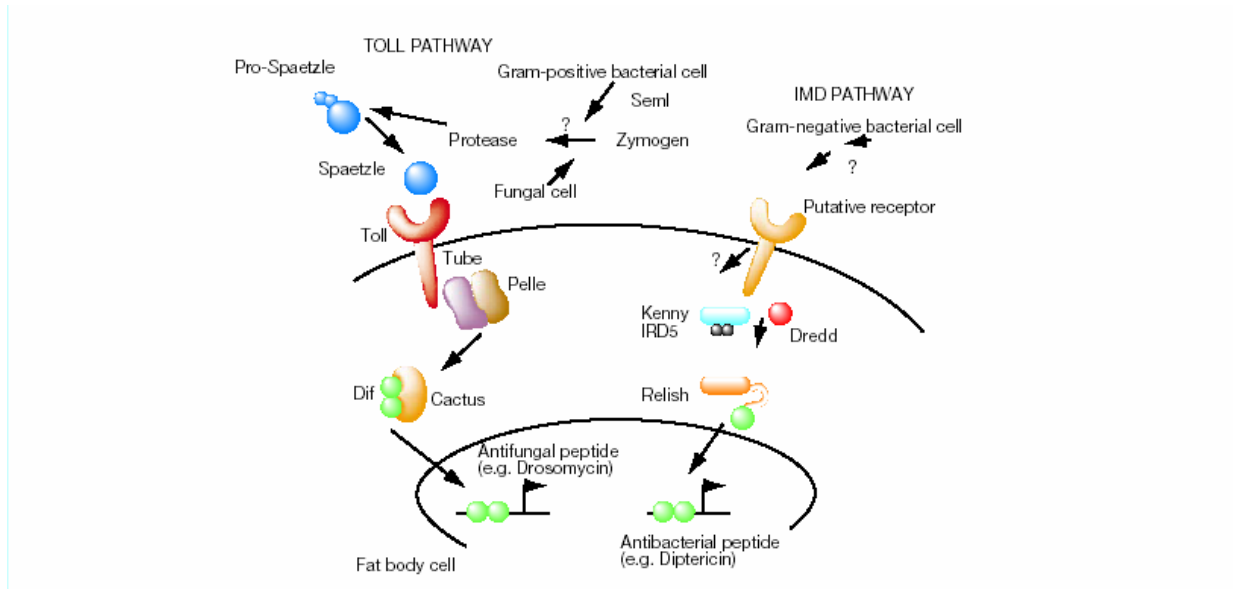 TOLL PATHWAY
Pro-Spaetzle
Gram-positive bacterial cell
Seml
?
Protease
Zymogen
Spaetzle
Fungal cell
Toll
Tube
Pelle
Dif
Cactus
Antifungal peptide
(e.g. Drosomycin)
Fat body cell
IMD PATHWAY
Gram-negative bacterial cell
?
Putative receptor
?
Kenny
IRD5
Dredd
Relish
Antibacterial peptide
(e.g. Diptericin)